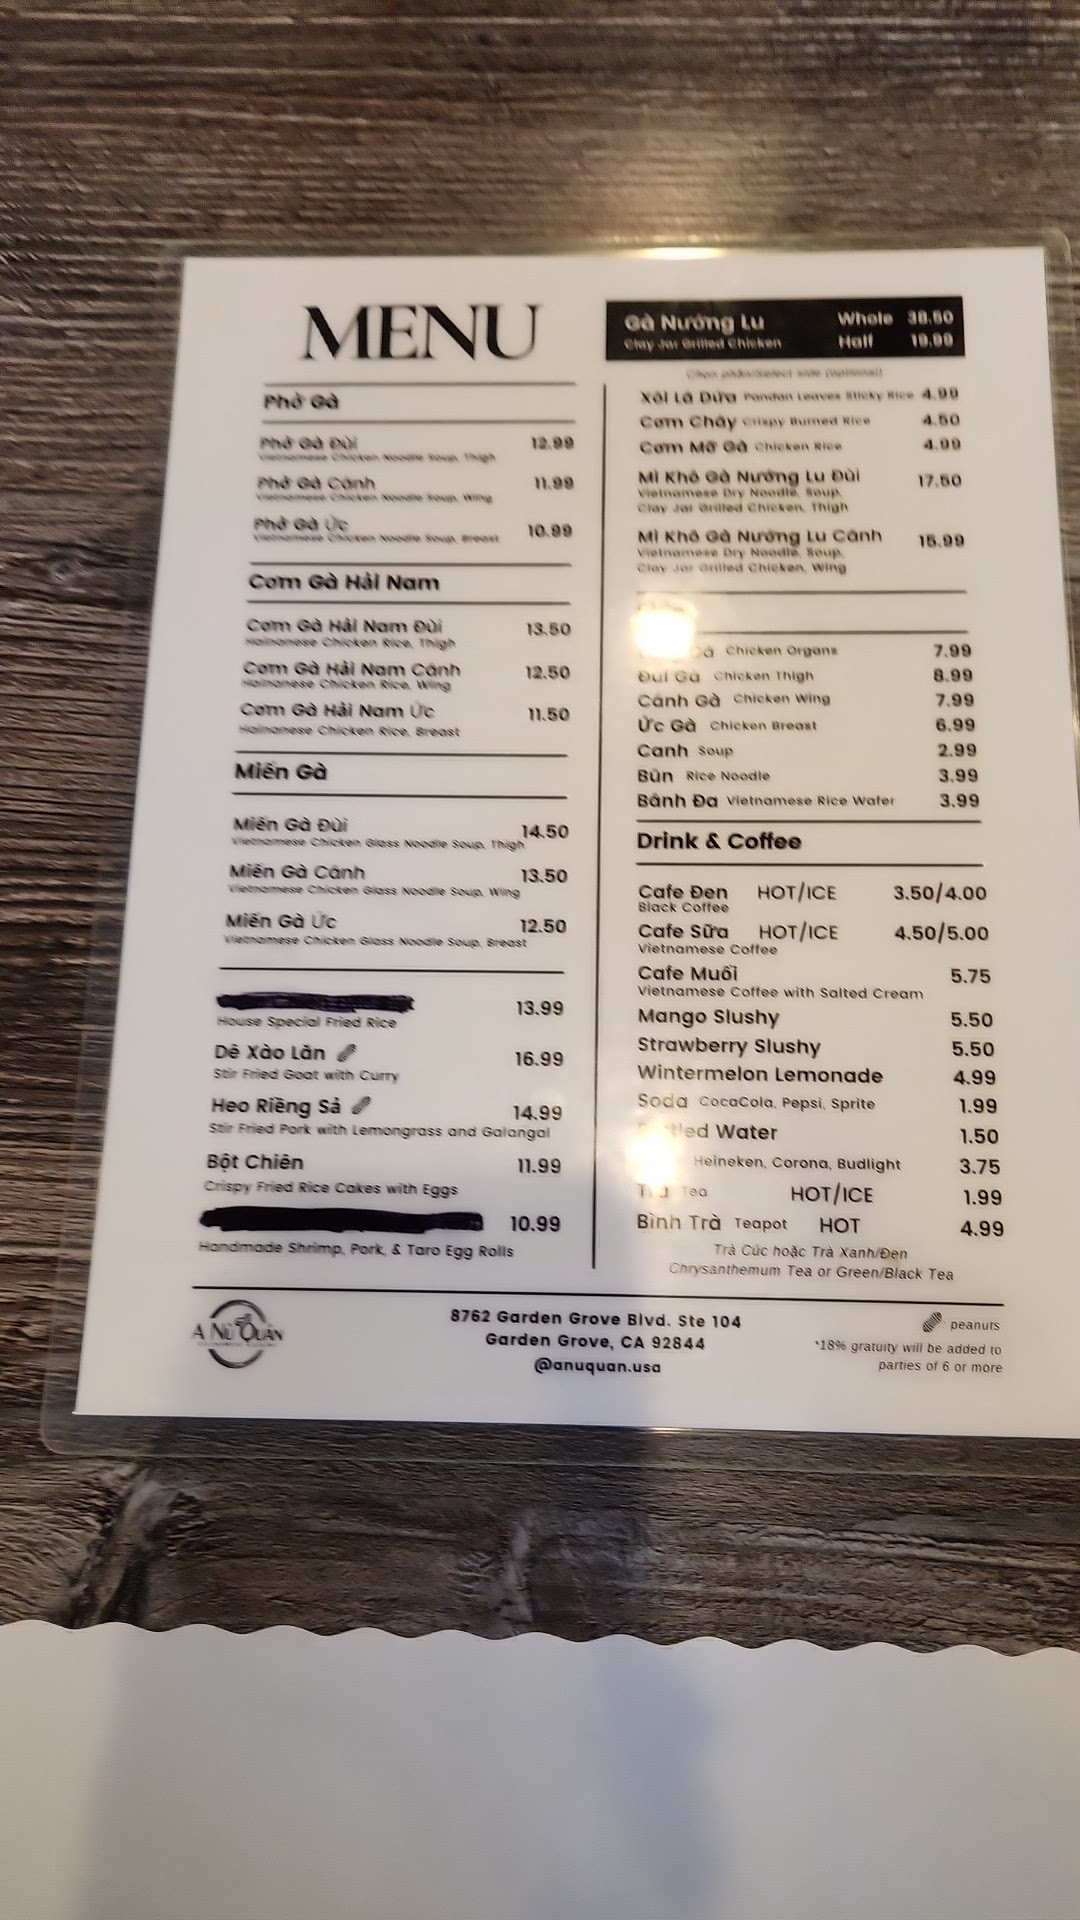 MENU
Phở Gà
Phở Gà Đùi 12.99
Vietnamese Chicken Noodle Soup, Thigh
Phở Gà Cánh 11.99
Vietnamese Chicken Noodle Soup, Wing
Phở Gà Ức 10.99
Vietnamese Chicken Noodle Soup, Breast
Cơm Gà Hải Nam
Cơm Gà Hải Nam Đùi 13.50
Hainanese Chicken Rice, Thigh
Cơm Gà Hải Nam Cánh 12.50
Hainanese Chicken Rice, Wing
Cơm Gà Hải Nam Ức 11.50
Hainanese Chicken Rice, Breast
Miến Gà
Miến Gà Đùi 14.50
Vietnamese Chicken Glass Noodle Soup, Thigh
Miến Gà Cánh 13.50
Vietnamese Chicken Glass Noodle Soup, Wing
Miến Gà Ức 12.50
Vietnamese Chicken Glass Noodle Soup, Breast
13.99
House Special Fried Rice
Dê Xào Lăn 16.99
Stir Fried Goat with Curry
Heo Riềng Sả 14.99
Stir Fried Pork with Lemongrass and Galangal
Bột Chiên 11.99
Crispy Fried Rice Cakes with Eggs
10.99
Handmade Shrimp, Pork, & Taro Egg Rolls
Gà Nướng Lu Whole 38.50
Clay Jar Grilled Chicken Half 19.99
Chọn phần/Select side (optional)
Xôi Lá Dứa Pandan Leaves Sticky Rice 4.99
Cơm Cháy Crispy Burned Rice 4.50
Cơm Mỡ Gà Chicken Rice 4.99
Mì Khô Gà Nướng Lu Đùi 17.50
Vietnamese Dry Noodle, Soup,
Clay Jar Grilled Chicken, Thigh
Mì Khô Gà Nướng Lu Cánh 15.99
Vietnamese Dry Noodle, Soup,
Clay Jar Grilled Chicken, Wing
Gà Chicken Organs 7.99
Đùi Gà Chicken Thigh 8.99
Cánh Gà Chicken Wing 7.99
Ức Gà Chicken Breast 6.99
Canh Soup 2.99
Bún Rice Noodle 3.99
Bánh Đa Vietnamese Rice Wafer 3.99
Drink & Coffee
Cafe Đen HOT/ICE 3.50/4.00
Black Coffee
Cafe Sữa HOT/ICE 4.50/5.00
Vietnamese Coffee
Cafe Muối 5.75
Vietnamese Coffee with Salted Cream
Mango Slushy 5.50
Strawberry Slushy 5.50
Wintermelon Lemonade 4.99
Soda CocaCola, Pepsi, Sprite 1.99
Water 1.50
Heineken, Corona, Budlight 3.75
Trà Tea HOT/ICE 1.99
Bình Trà Teapot HOT 4.99
Trà Cúc hoặc Trà Xanh/Đen
Chrysanthemum Tea or Green/Black Tea
A NỦ QUÁN
8762 Garden Grove Blvd. Ste 104
Garden Grove, CA 92844
@anuquan.usa
peanuts
*18% gratuity will be added to
parties of 6 or more